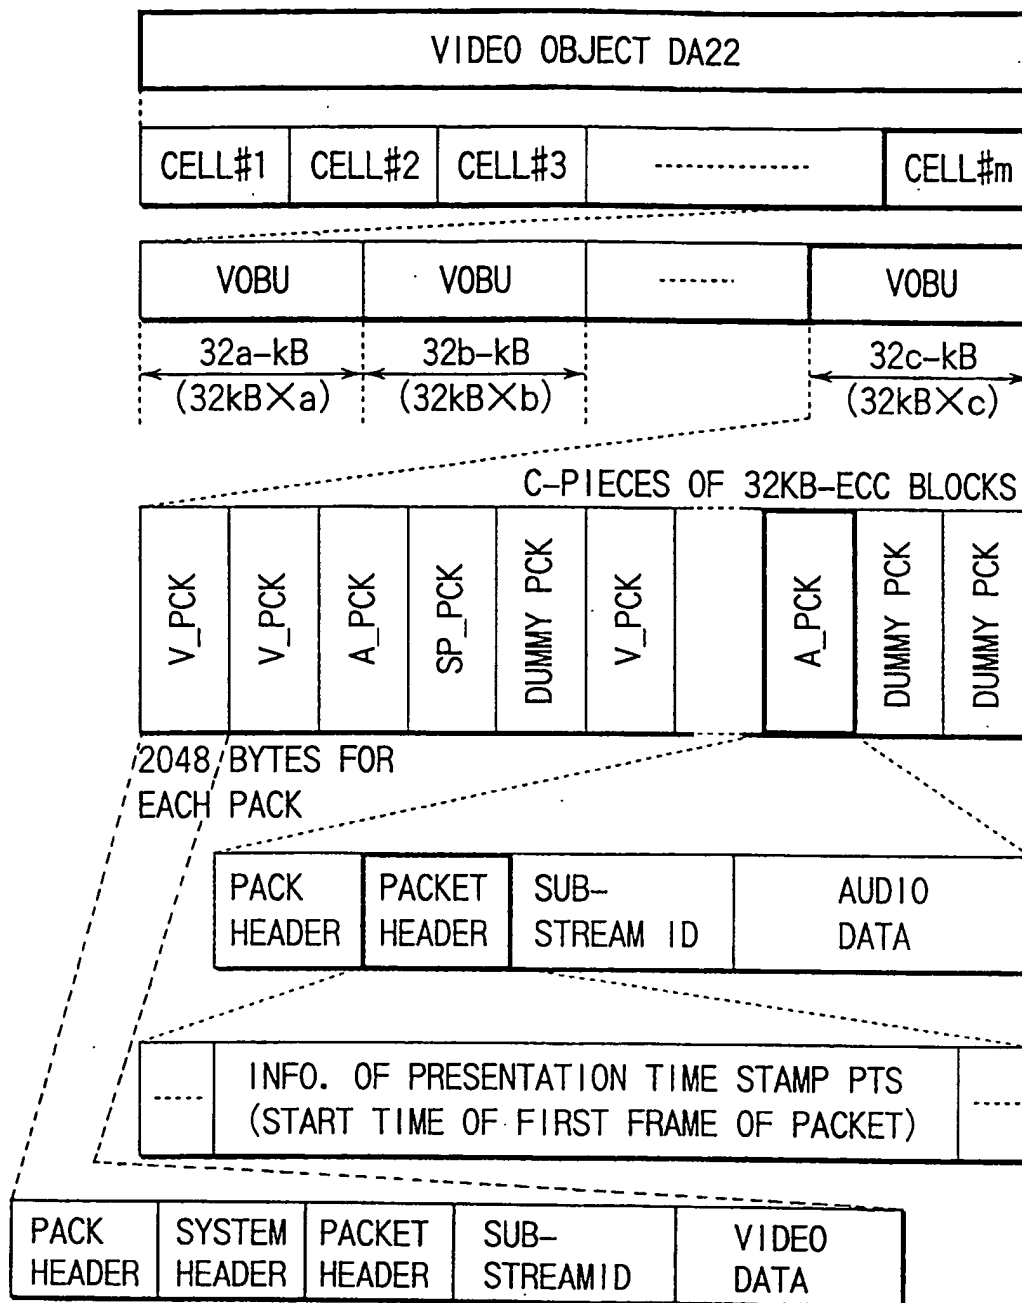 VIDEO OBJECT DA22
CELL#1 CELL#2 CELL#3 CELL#m
VOBU VOBU VOBU
32a-kB 32b-kB 32c-kB
(32kB×a) (32kB×b) (32kB×c)
C-PIECES OF 32KB-ECC BLOCKS
V_PCK V_PCK A_PCK SP_PCK DUMMY PCK V_PCK A_PCK DUMMY PCK DUMMY PCK
2048 BYTES FOR
EACH PACK
PACK PACKET SUB- AUDIO
HEADER HEADER STREAM ID DATA
INFO. OF PRESENTATION TIME STAMP PTS
(START TIME OF FIRST FRAME OF PACKET)
PACK SYSTEM PACKET SUB- VIDEO
HEADER HEADER HEADER STREAMID DATA